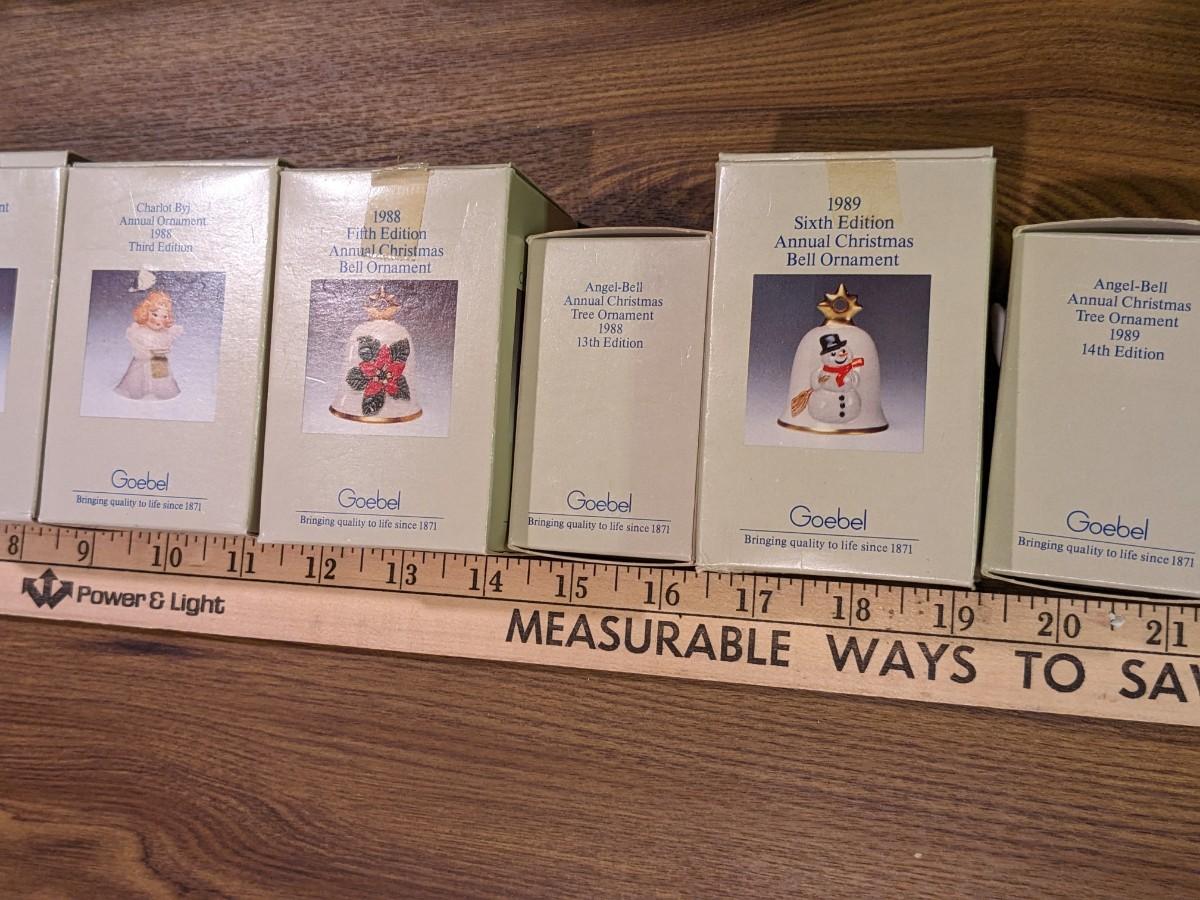 nt
Charlot Byj
Annual Ornament
1988
Third Edition
Goebel
Bringing quality to life since 1871
1988
Fifth Edition
Annual Christmas
Bell Ornament
Goebel
Bringing quality to life since 1871
Angel-Bell
Annual Christmas
Tree Ornament
1988
13th Edition
Goebel
Bringing quality to life since 1871
1989
Sixth Edition
Annual Christmas
Bell Ornament
Goebel
Bringing quality to life since 1871
Angel-Bell
Annual Christmas
Tree Ornament
1989
14th Edition
Goebel
Bringing quality to life since 1871
8 9 10 11 12 13 14 15 16 17 18 19 20 21
Power & Light
MEASURABLE WAYS TO SAV